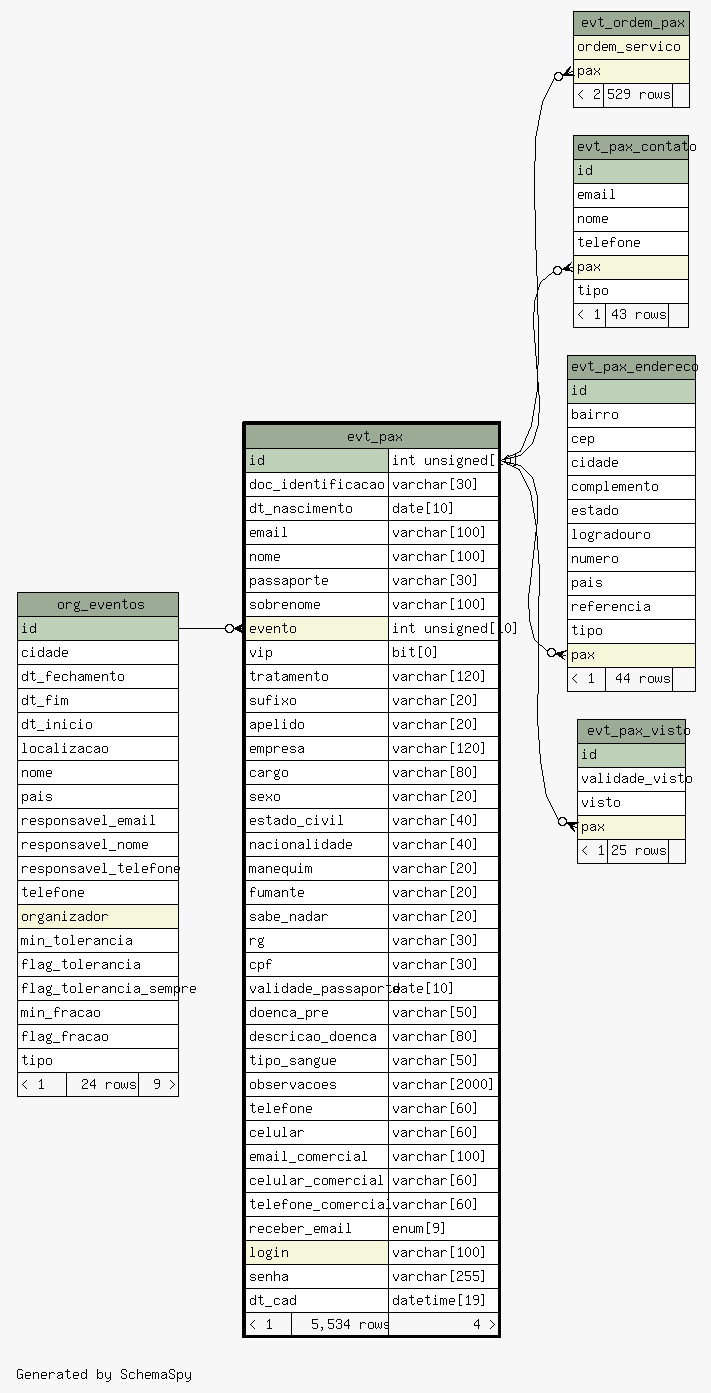 evt_ordem_pax
ordem_servico
pax
< 2 529 rows
evt_pax_contato
id
email
nome
telefone
pax
tipo
< 1 43 rows
evt_pax_endereco
id
bairro
cep
cidade
complemento
estado
logradouro
numero
pais
referencia
tipo
pax
< 1 44 rows
evt_pax_visto
id
validade_visto
visto
pax
< 1 25 rows
evt_pax
id int unsigned[10]
doc_identificacao varchar[30]
dt_nascimento date[10]
email varchar[100]
nome varchar[100]
passaporte varchar[30]
sobrenome varchar[100]
evento int unsigned[10]
vip bit[0]
tratamento varchar[120]
sufixo varchar[20]
apelido varchar[20]
empresa varchar[120]
cargo varchar[80]
sexo varchar[20]
estado_civil varchar[40]
nacionalidade varchar[40]
manequim varchar[20]
fumante varchar[20]
sabe_nadar varchar[20]
rg varchar[30]
cpf varchar[30]
validade_passaporte date[10]
doenca_pre varchar[50]
descricao_doenca varchar[80]
tipo_sangue varchar[50]
observacoes varchar[2000]
telefone varchar[60]
celular varchar[60]
email_comercial varchar[100]
celular_comercial varchar[60]
telefone_comercial varchar[60]
receber_email enum[9]
login varchar[100]
senha varchar[255]
dt_cad datetime[19]
< 1 5,534 rows 4 >
org_eventos
id
cidade
dt_fechamento
dt_fim
dt_inicio
localizacao
nome
pais
responsavel_email
responsavel_nome
responsavel_telefone
telefone
organizador
min_tolerancia
flag_tolerancia
flag_tolerancia_sempre
min_fracao
flag_fracao
tipo
< 1 24 rows 9 >
Generated by SchemaSpy